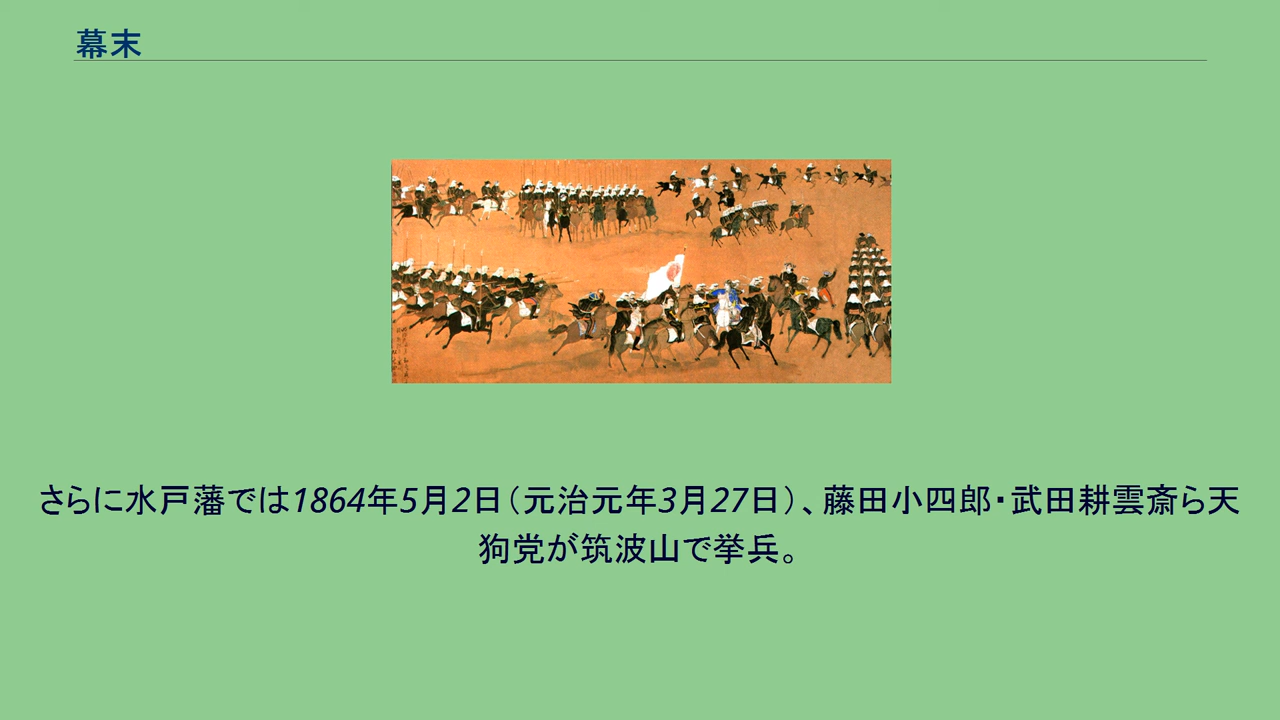 幕末
さらに水戸藩では1864年5月2日（元治元年3月27日）、藤田小四郎・武田耕雲斎ら天
狗党が筑波山で挙兵。